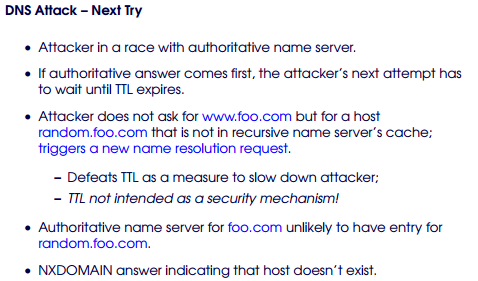 DNS Attack – Next Try
• Attacker in a race with authoritative name server.
• If authoritative answer comes first, the attacker's next attempt has
to wait until TTL expires.
• Attacker does not ask for www.foo.com but for a host
random.foo.com that is not in recursive name server's cache;
triggers a new name resolution request.
– Defeats TTL as a measure to slow down attacker;
– TTL not intended as a security mechanism!
• Authoritative name server for foo.com unlikely to have entry for
random.foo.com.
• NXDOMAIN answer indicating that host doesn't exist.